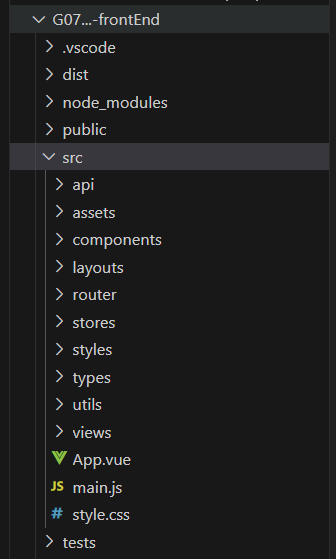 G07...-frontEnd
.vscode
dist
node_modules
public
src
api
assets
components
layouts
router
stores
styles
types
utils
views
App.vue
JS main.js
# style.css
tests